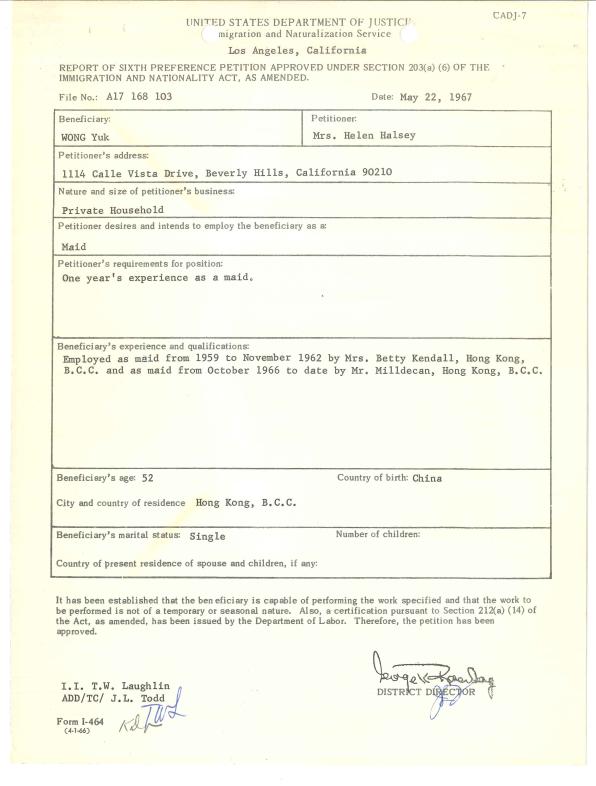 CADJ-7
UNITED STATES DEPARTMENT OF JUSTICE
migration and Naturalization Service
Los Angeles, California
REPORT OF SIXTH PREFERENCE PETITION APPROVED UNDER SECTION 203(a) (6) OF THE
IMMIGRATION AND NATIONALITY ACT, AS AMENDED.
File No.: A17 168 103 Date: May 22, 1967
Beneficiary: Petitioner:
WONG Yuk Mrs. Helen Halsey
Petitioner's address:
1114 Calle Vista Drive, Beverly Hills, California 90210
Nature and size of petitioner's business:
Private Household
Petitioner desires and intends to employ the beneficiary as a:
Maid
Petitioner's requirements for position:
One year's experience as a maid.
Beneficiary's experience and qualifications:
Employed as maid from 1959 to November 1962 by Mrs. Betty Kendall, Hong Kong,
B.C.C. and as maid from October 1966 to date by Mr. Milldecan, Hong Kong, B.C.C.
Beneficiary's age: 52 Country of birth: China
City and country of residence Hong Kong, B.C.C.
Beneficiary's marital status: Single Number of children:
Country of present residence of spouse and children, if any:
It has been established that the beneficiary is capable of performing the work specified and that the work to
be performed is not of a temporary or seasonal nature. Also, a certification pursuant to Section 212(a) (14) of
the Act, as amended, has been issued by the Department of Labor. Therefore, the petition has been
approved.
DISTRICT DIRECTOR
I.I. T.W. Laughlin
ADD/TC/ J.L. Todd
TWL
Form I-464
(4-1-66)